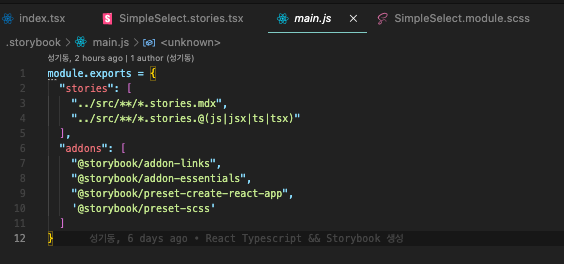 index.tsx
SimpleSelect.stories.tsx
main.js
SimpleSelect.module.scss
.storybook > main.js > <unknown>
성기동, 2 hours ago | 1 author (성기동)
1 module.exports = {
2 "stories": [
3 "../src/**/*.stories.mdx",
4 "../src/**/*.stories.@(js|jsx|ts|tsx)"
5 ],
6 "addons": [
7 "@storybook/addon-links",
8 "@storybook/addon-essentials",
9 "@storybook/preset-create-react-app",
10 '@storybook/preset-scss'
11 ]
12 } 성기동, 6 days ago • React Typescript && Storybook 생성